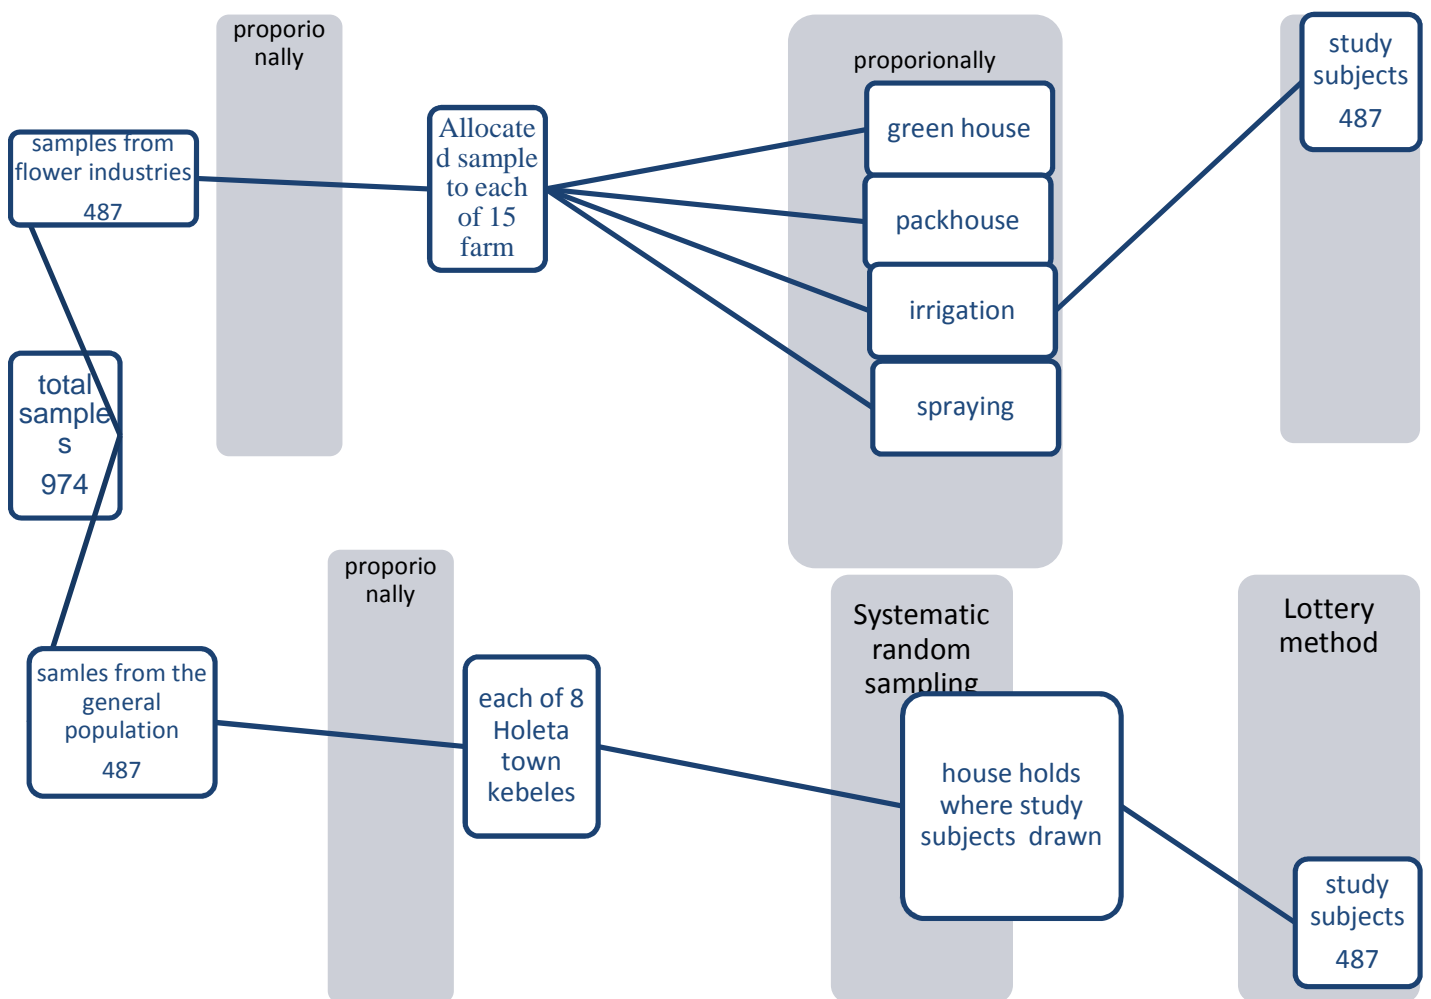 proporio
nally
samples from
flower industries
487
Allocate
d sample
to each
of 15
farm
proporionally
green house
packhouse
irrigation
spraying
study
subjects
487
total
sample
s
974
samles from the
general
population
487
proporio
nally
each of 8
Holeta
town
kebeles
Systematic
random
sampling
house holds
where study
subjects drawn
Lottery
method
study
subjects
487